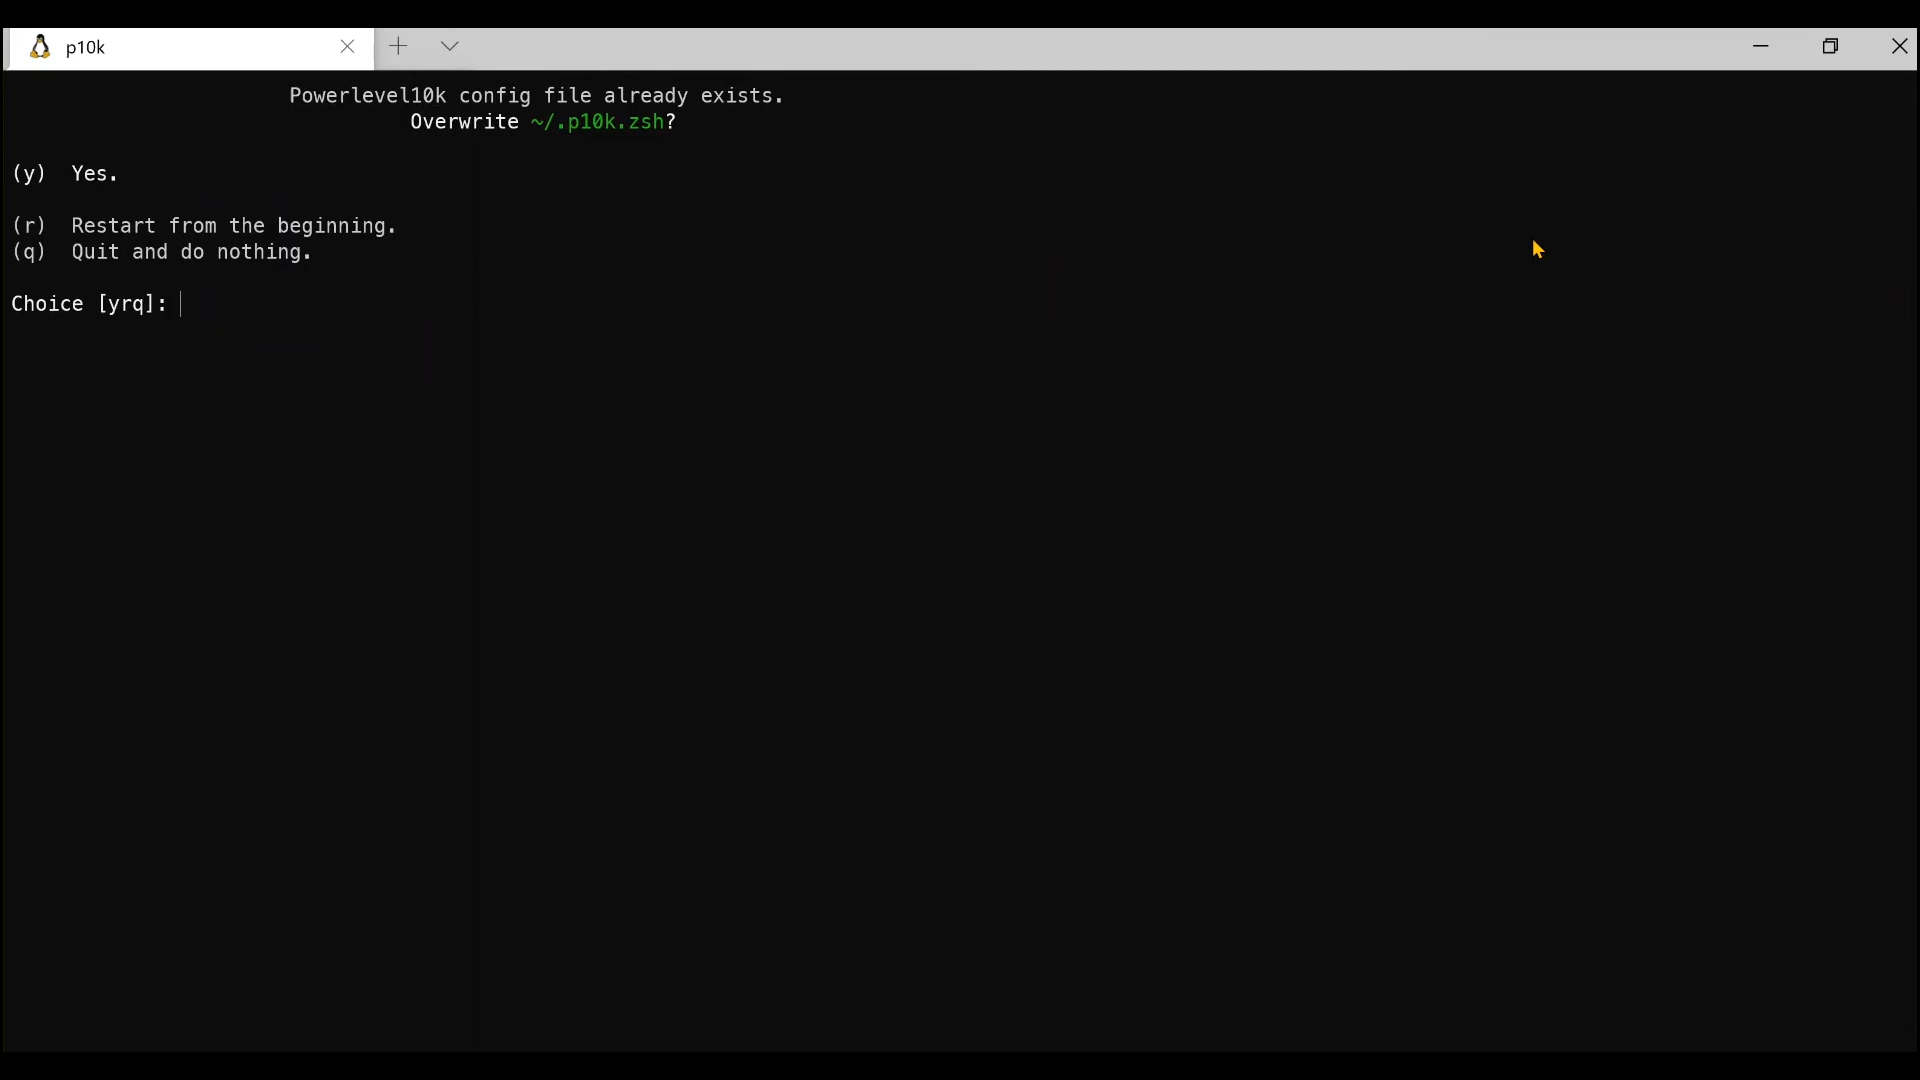 p10k
Powerlevel10k config file already exists.
Overwrite ~/.p10k.zsh?
(y)  Yes.
(r)  Restart from the beginning.
(q)  Quit and do nothing.
Choice [yrq]: